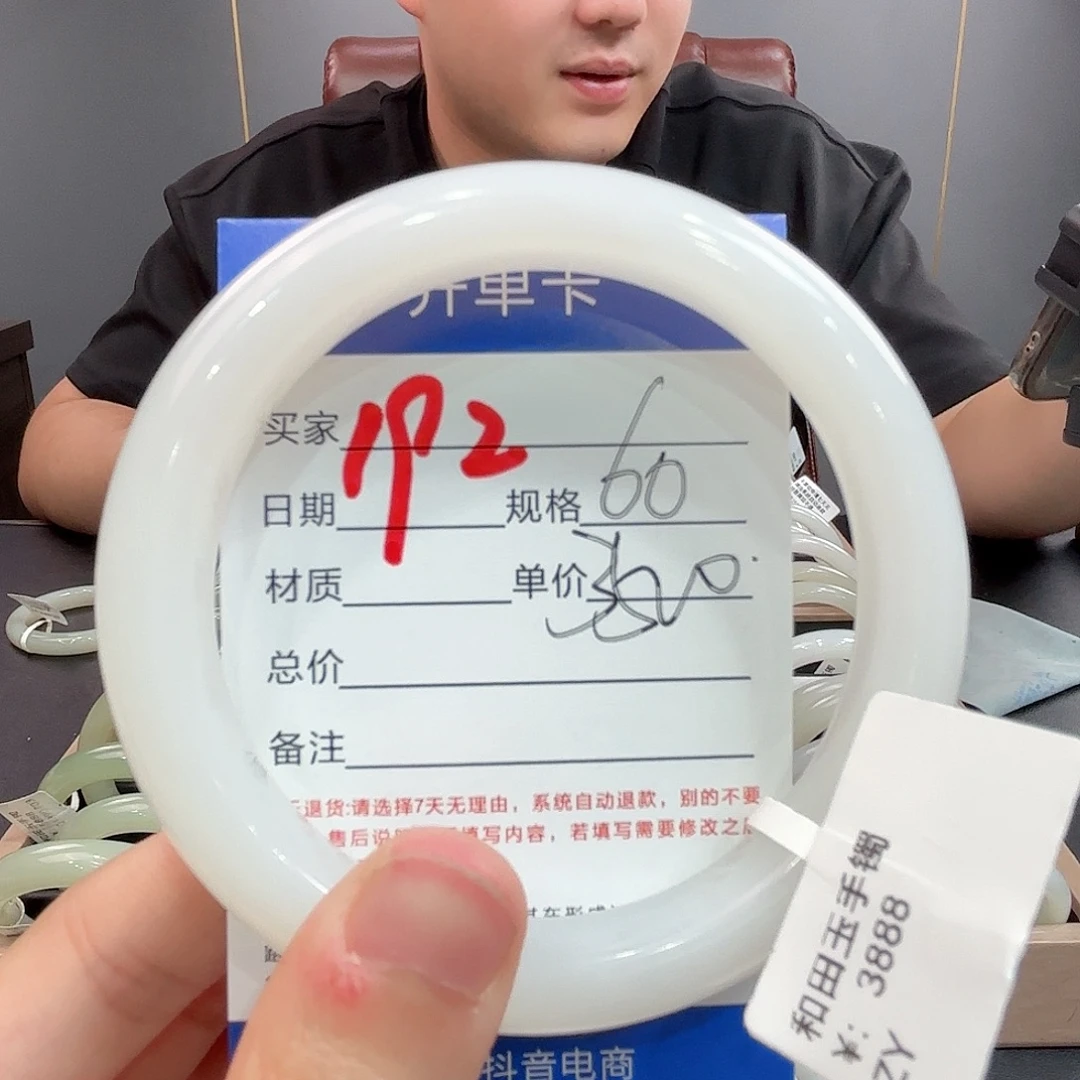 开单卡
买家
日期 规格 60
材质 单价
总价
备注
退货:请选择7天无理由，系统自动退款，别的不要
售后说 填写内容，若填写需要修改之后
抖音电商
和田玉手镯
3888
ZY